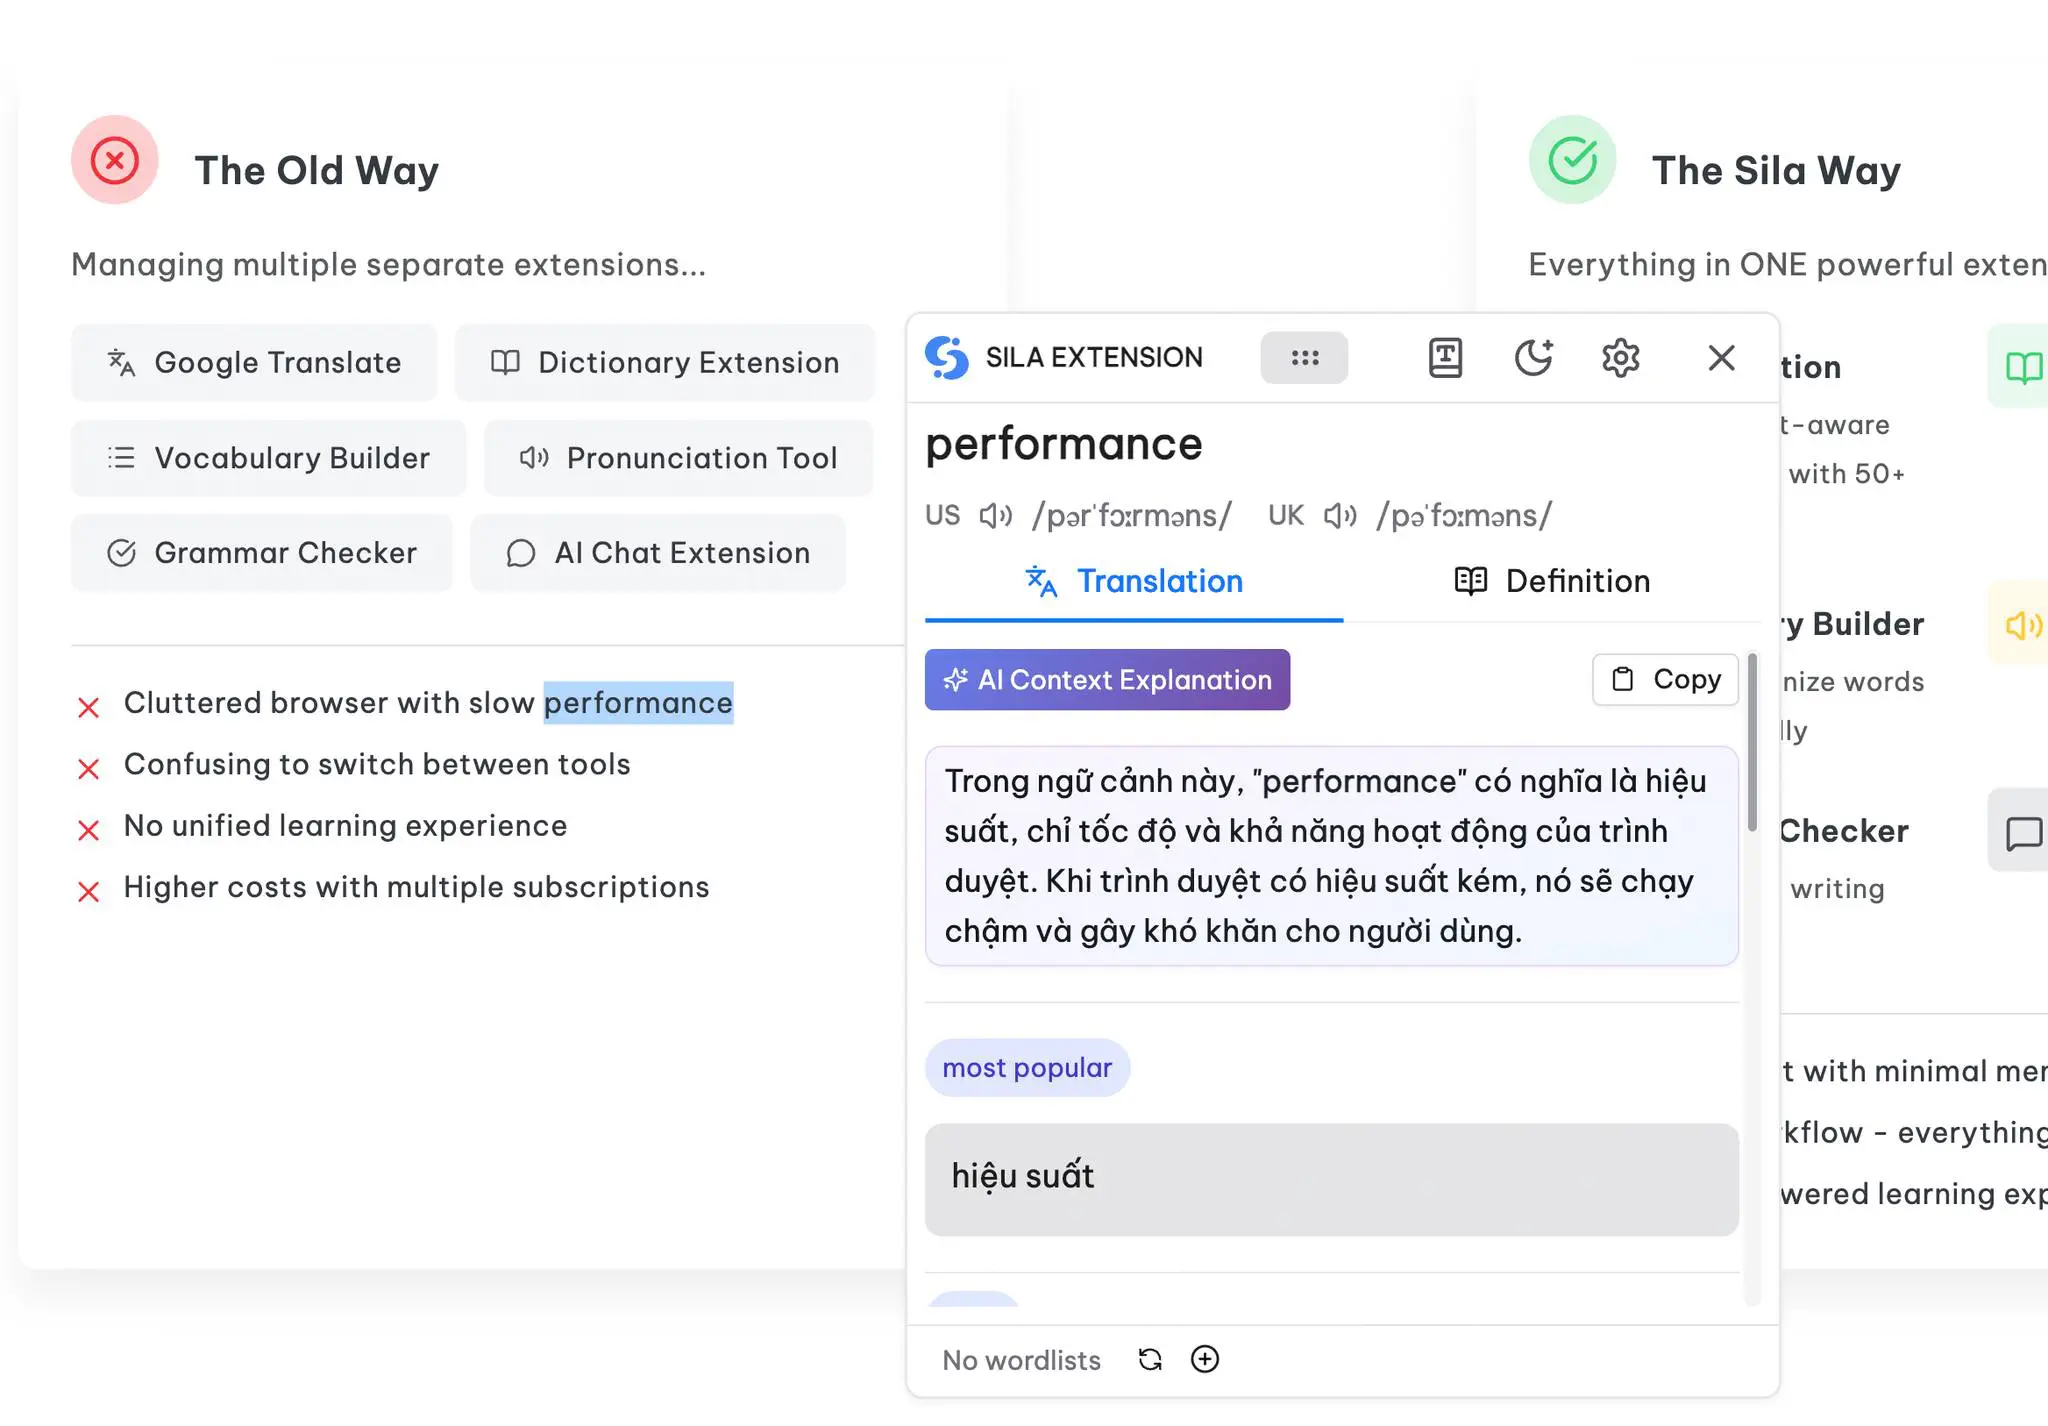 The Old Way
Managing multiple separate extensions...
Google Translate
Dictionary Extension
Vocabulary Builder
Pronunciation Tool
Grammar Checker
AI Chat Extension
Cluttered browser with slow performance
Confusing to switch between tools
No unified learning experience
Higher costs with multiple subscriptions
SILA EXTENSION
performance
US /pərˈfɔːrməns/ UK /pəˈfɔːməns/
Translation
Definition
AI Context Explanation
Copy
Trong ngữ cảnh này, "performance" có nghĩa là hiệu
suất, chỉ tốc độ và khả năng hoạt động của trình
duyệt. Khi trình duyệt có hiệu suất kém, nó sẽ chạy
chậm và gây khó khăn cho người dùng.
most popular
hiệu suất
No wordlists
The Sila Way
Everything in ONE powerful exten
tion
t-aware
with 50+
y Builder
nize words
lly
Checker
writing
t with minimal mer
kflow - everything
wered learning exp